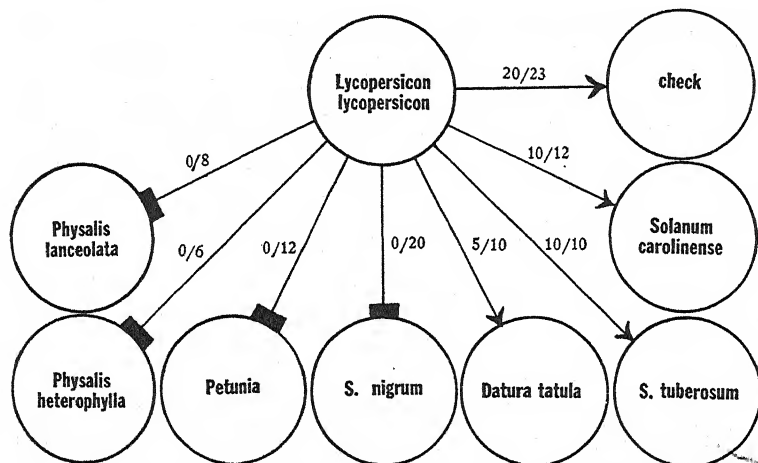 Lycopersicon
lycopersicon
20/23
check
0/8
10/12
Physalis
lanceolata
Solanum
carolinense
0/6
0/12
0/20
5/10
10/10
Physalis
heterophylla
Petunia
S. nigrum
Datura tatula
S. tuberosum